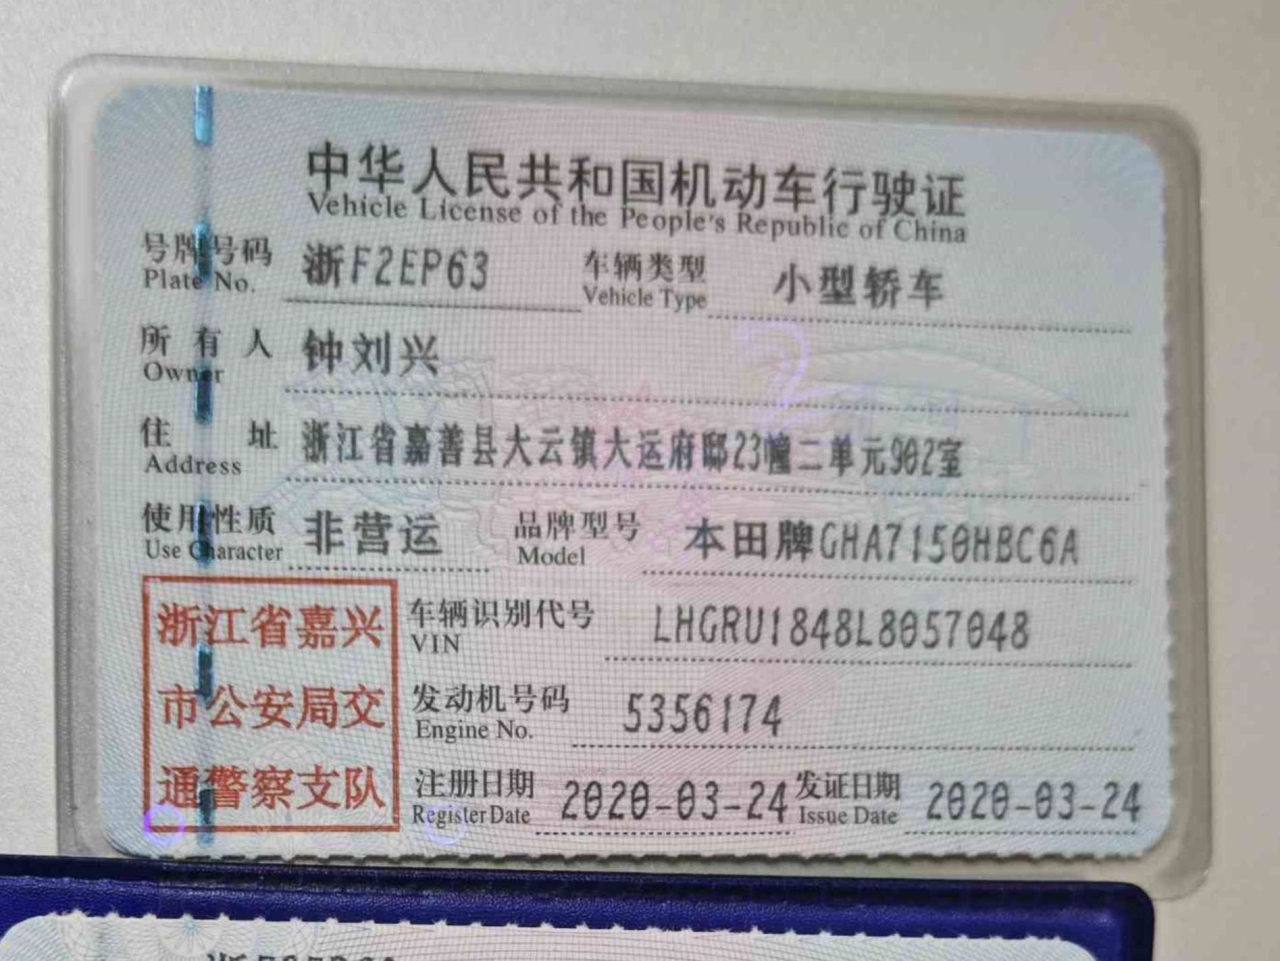 中华人民共和国机动车行驶证
Vehicle License of the People's Republic of China
号牌号码 浙F2EP63 车辆类型 小型轿车
Plate No. Vehicle Type
所有人 钟刘兴
Owner
住址 浙江省嘉善县大云镇大运府邸23幢二单元902室
Address
使用性质 非营运 品牌型号 本田牌GHA7150HBC6A
Use Character Model
浙江省嘉兴
市公安局交
通警察支队
车辆识别代号 LHGRU1848L8057048
VIN
发动机号码 5356174
Engine No.
注册日期 2020-03-24 发证日期 2020-03-24
Register Date Issue Date